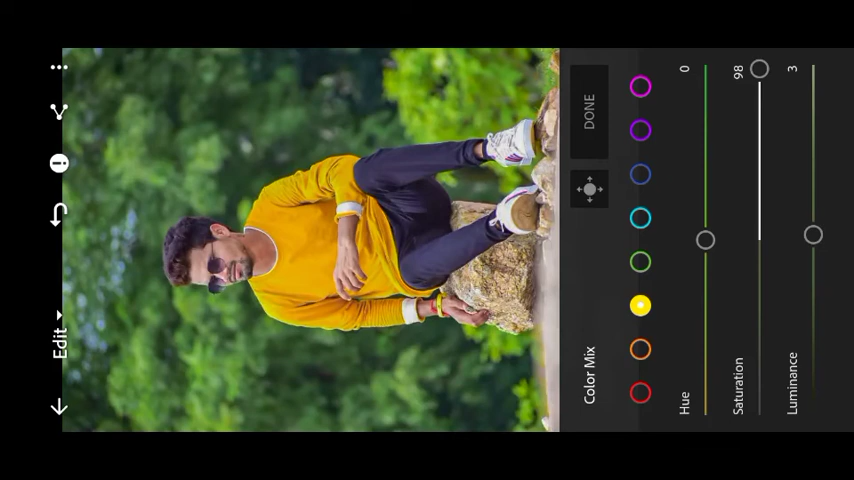 Edit
Color Mix
DONE
Hue
0
Saturation
98
Luminance
3